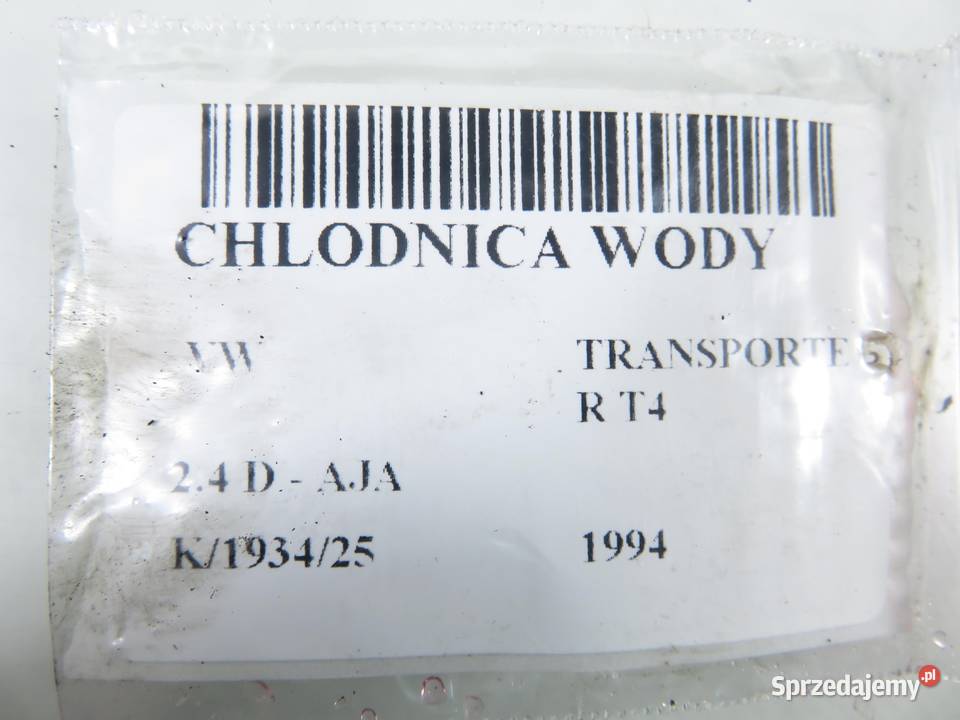 CHLODNICA WODY
VW TRANSPORTE
R T4
2.4 D - AJA
K/1934/25 1994
Sprzedajemy.pl